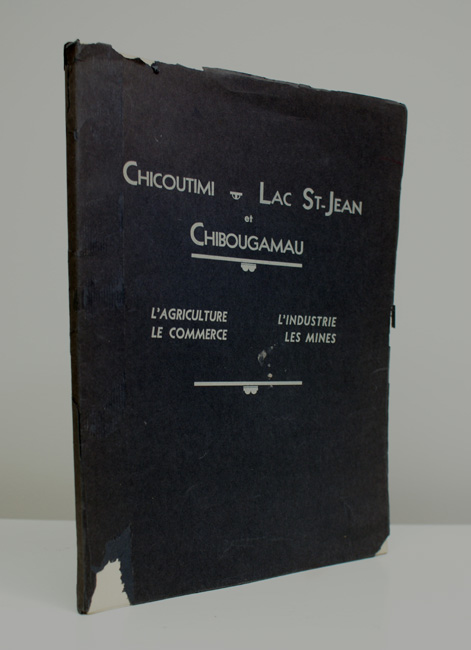 CHICOUTIMI - LAC ST-JEAN
et
CHIBOUGAMAU
L'AGRICULTURE L'INDUSTRIE
LE COMMERCE LES MINES